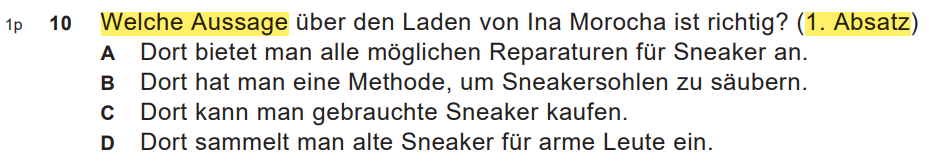 1p 10 Welche Aussage über den Laden von Ina Morocha ist richtig? (1. Absatz)
A Dort bietet man alle möglichen Reparaturen für Sneaker an.
B Dort hat man eine Methode, um Sneakersohlen zu säubern.
C Dort kann man gebrauchte Sneaker kaufen.
D Dort sammelt man alte Sneaker für arme Leute ein.